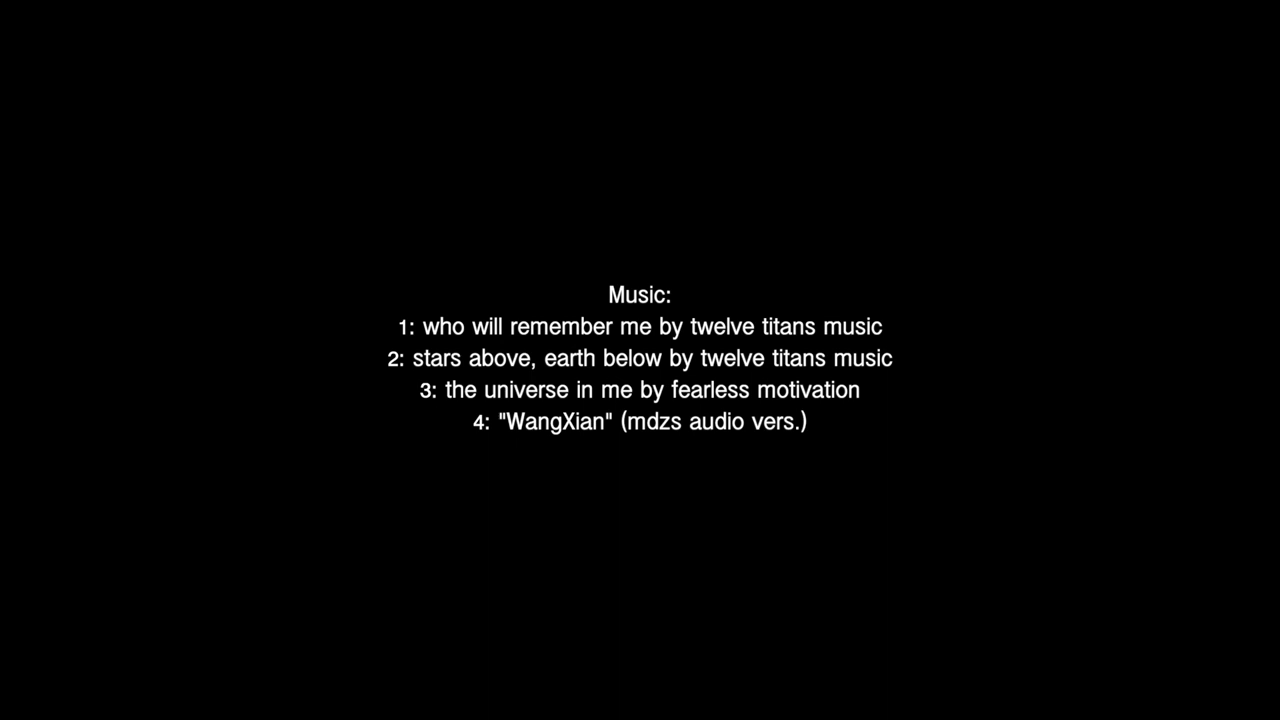 Music:
1: who will remember me by twelve titans music
2: stars above, earth below by twelve titans music
3: the universe in me by fearless motivation
4: "WangXian" (mdzs audio vers.)